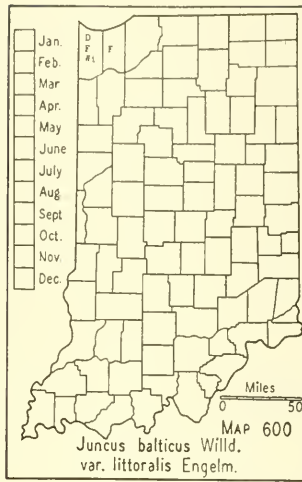 Jan.
Feb.
Mar
Apr.
May
June
July
Aug
Sept
Oct.
Nov.
Dec.
D
F F
Miles
0 50
MAP 600
Juncus balticus Willd.
var. littoralis Engelm.